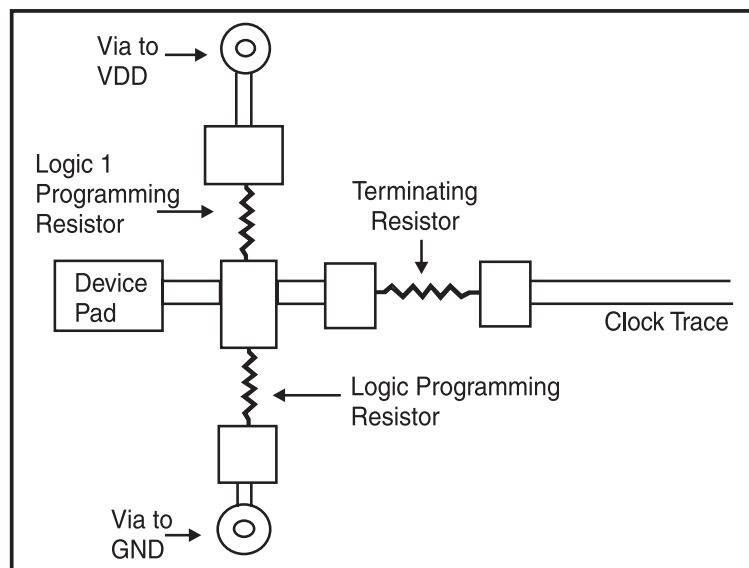 Via to
VDD
Logic 1
Programming
Resistor
Terminating
Resistor
Device
Pad
Clock Trace
Logic Programming
Resistor
Via to
GND